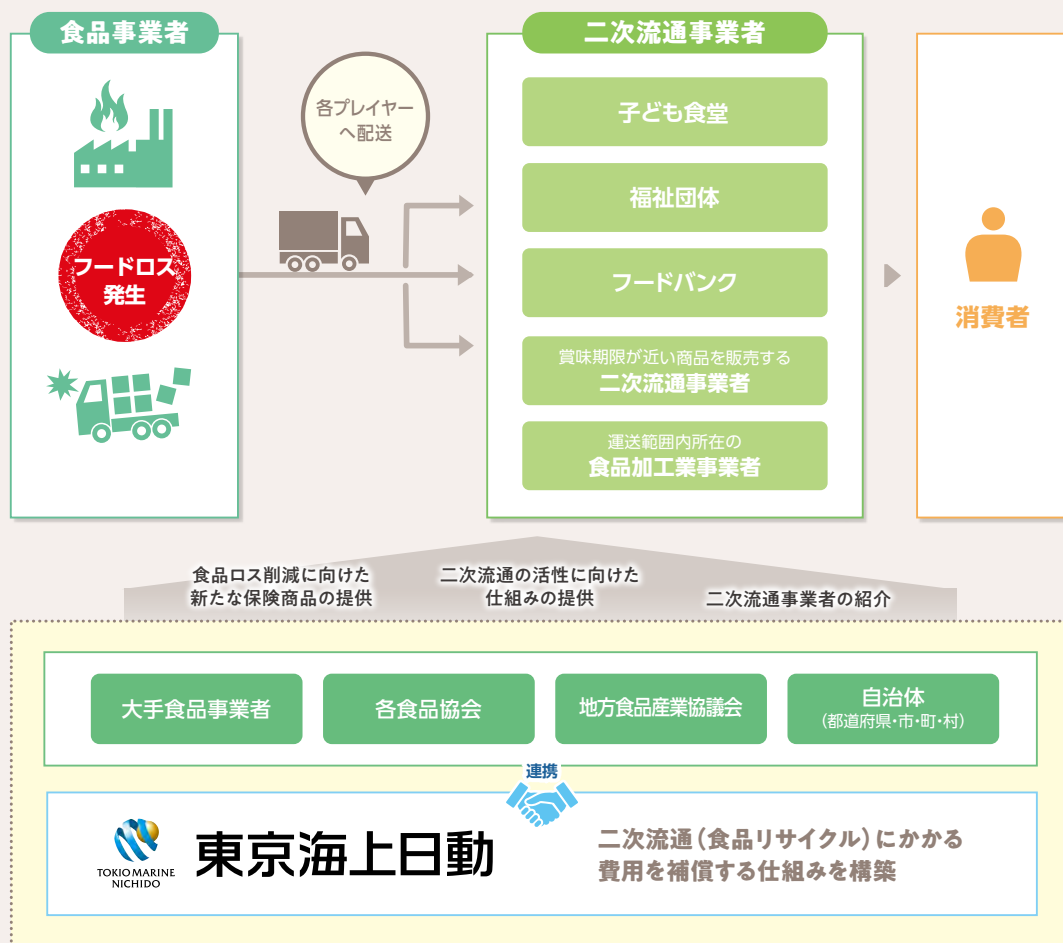 食品事業者
フードロス
発生
各プレイヤー
へ配送
二次流通事業者
子ども食堂
福祉団体
フードバンク
賞味期限が近い商品を販売する
二次流通事業者
運送範囲内所在の
食品加工業事業者
消費者
食品ロス削減に向けた
新たな保険商品の提供
二次流通の活性に向けた
仕組みの提供
二次流通事業者の紹介
大手食品事業者
各食品協会
地方食品産業協議会
自治体
（都道府県・市・町・村）
連携
TOKIO MARINE
NICHIDO
東京海上日動
二次流通（食品リサイクル）にかかる
費用を補償する仕組みを構築